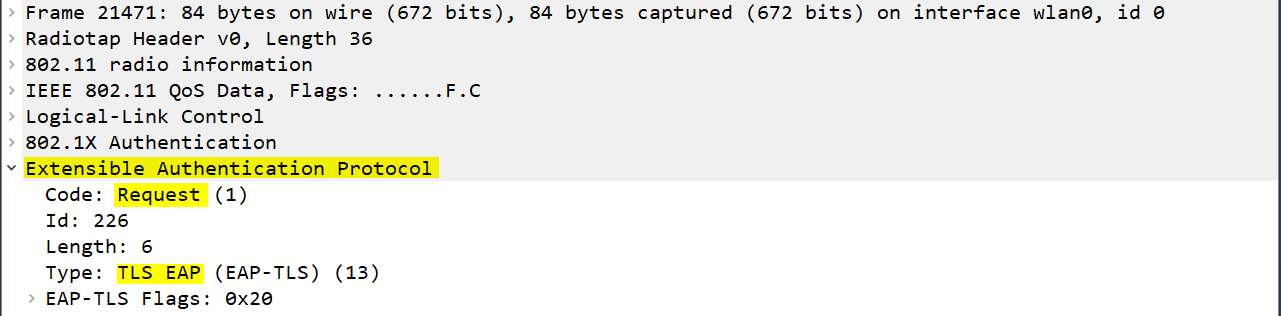 Frame 21471: 84 bytes on wire (672 bits), 84 bytes captured (672 bits) on interface wlan0, id 0
Radiotap Header v0, Length 36
802.11 radio information
IEEE 802.11 QoS Data, Flags: ......F.C
Logical-Link Control
802.1X Authentication
Extensible Authentication Protocol
Code: Request (1)
Id: 226
Length: 6
Type: TLS EAP (EAP-TLS) (13)
EAP-TLS Flags: 0x20